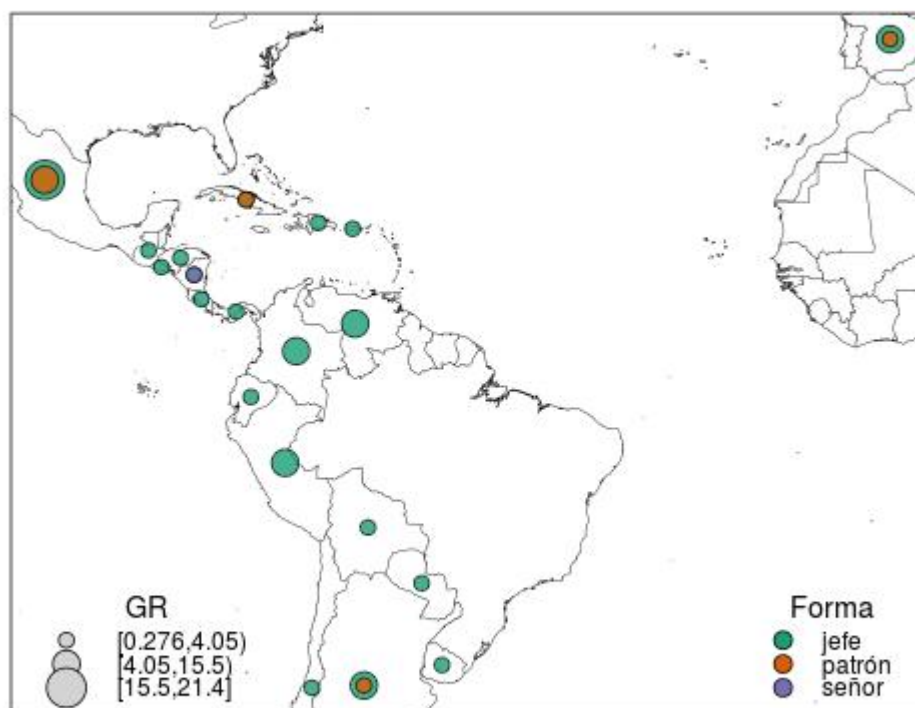 GR
[0.276,4.05)
[4.05,15.5)
[15.5,21.4]
Forma
jefe
patrón
señor